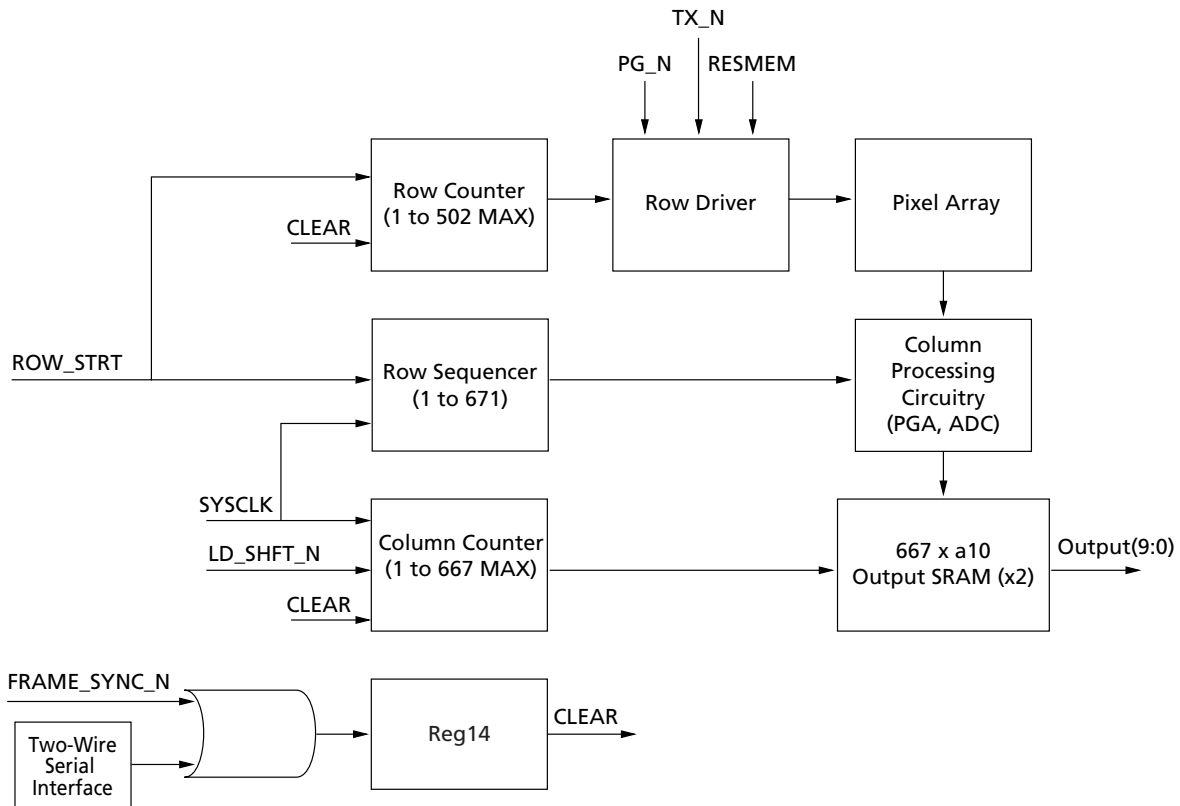 TX_N
PG_N
RESMEM
Row Counter
(1 to 502 MAX)
Row Driver
Pixel Array
CLEAR
ROW_STRT
Row Sequencer
(1 to 671)
Column
Processing
Circuitry
(PGA, ADC)
SYSCLK
LD_SHFT_N
CLEAR
Column Counter
(1 to 667 MAX)
667 x a10
Output SRAM (x2)
Output(9:0)
FRAME_SYNC_N
Two-Wire
Serial
Interface
Reg14
CLEAR